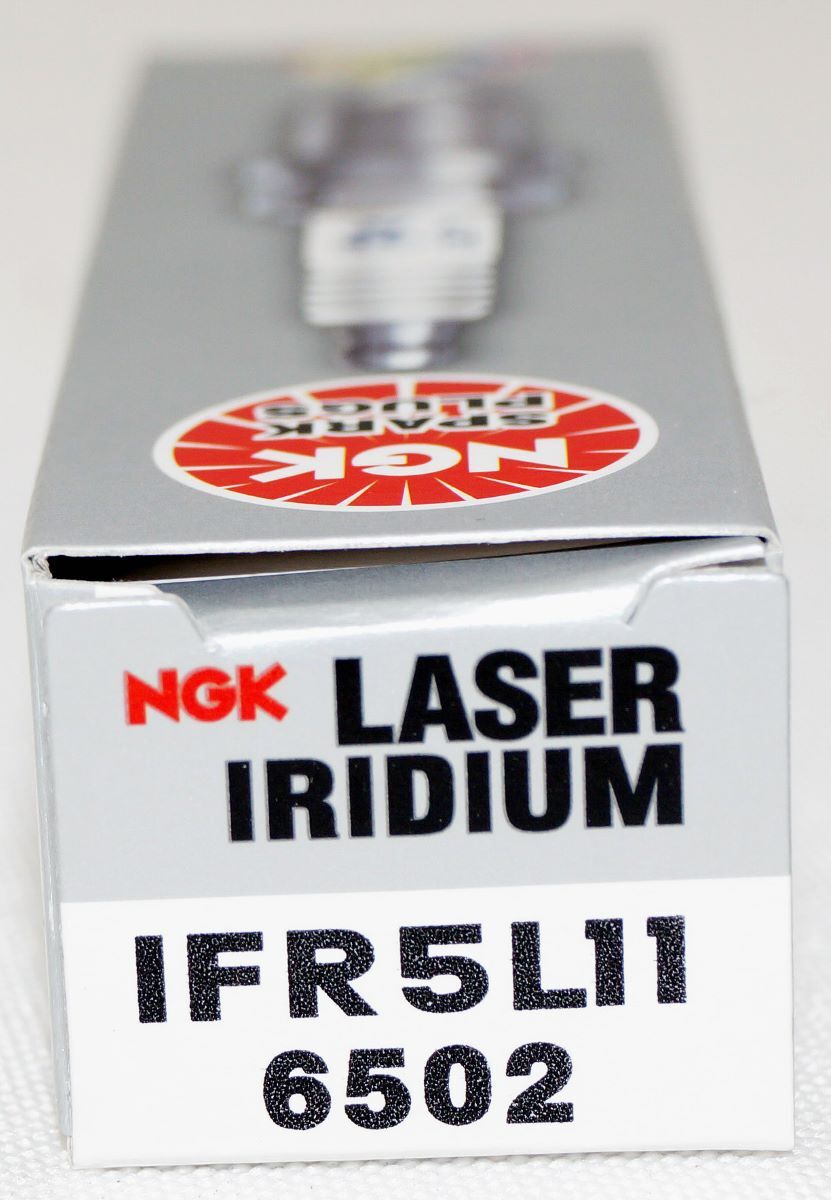 NGK
SPARK
PLUGS
NGK LASER
IRIDIUM
IFR5L11
6502